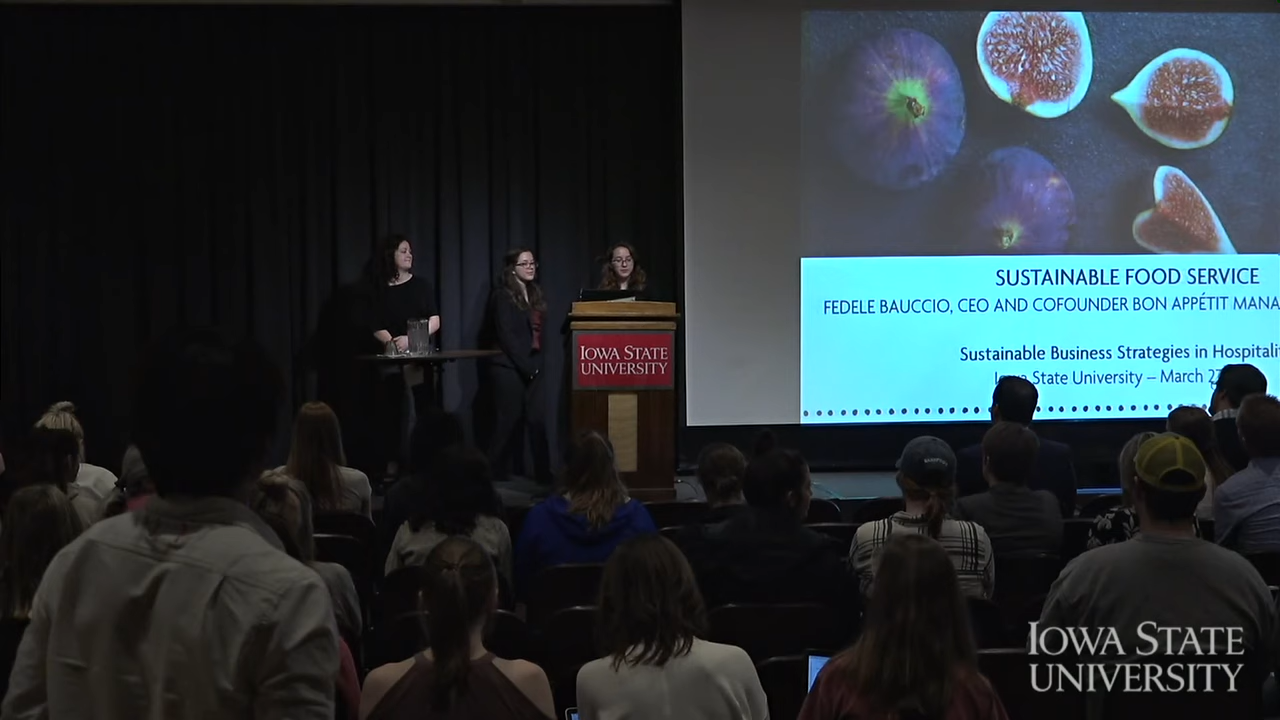 SUSTAINABLE FOOD SERVICE
FEDELE BAUCCIO, CEO AND COFOUNDER BON APPÉTIT MANA
Sustainable Business Strategies in Hospitali
Iowa State University – March
IOWA STATE
UNIVERSITY
IOWA STATE
UNIVERSITY